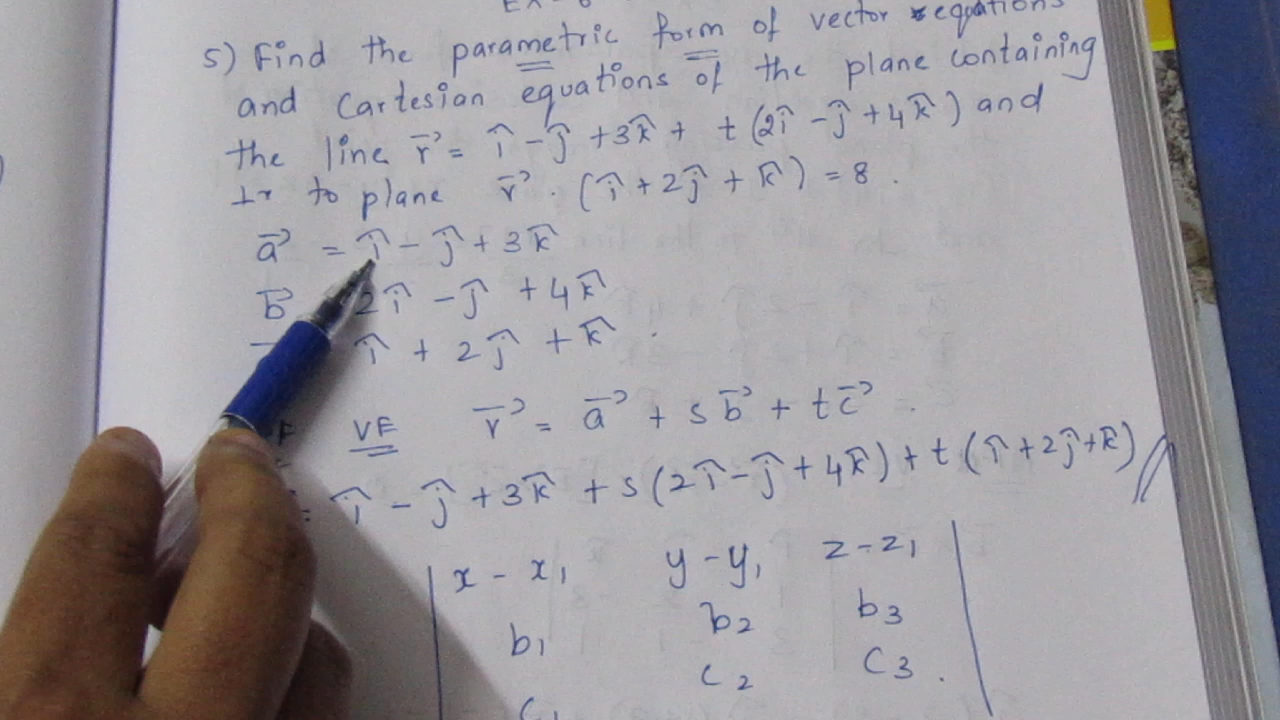 5) Find the parametric form of vector equations
and Cartesian equations of the plane containing
the line r⃗ = î - ĵ + 3k̂ + t (2î - ĵ + 4k̂) and
⊥r to plane r⃗ . (î + 2ĵ + k̂) = 8 .
a⃗ = î - ĵ + 3k̂
b⃗ 2î - ĵ + 4k̂
î + 2ĵ + k̂ .
VE r⃗ = a⃗ + s b⃗ + t c⃗ .
= î - ĵ + 3k̂ + s (2î - ĵ + 4k̂) + t (î + 2ĵ + k̂)
| x - x₁ y - y₁ z - z₁ |
b₁ b₂ b₃
c₁ c₂ c₃ .